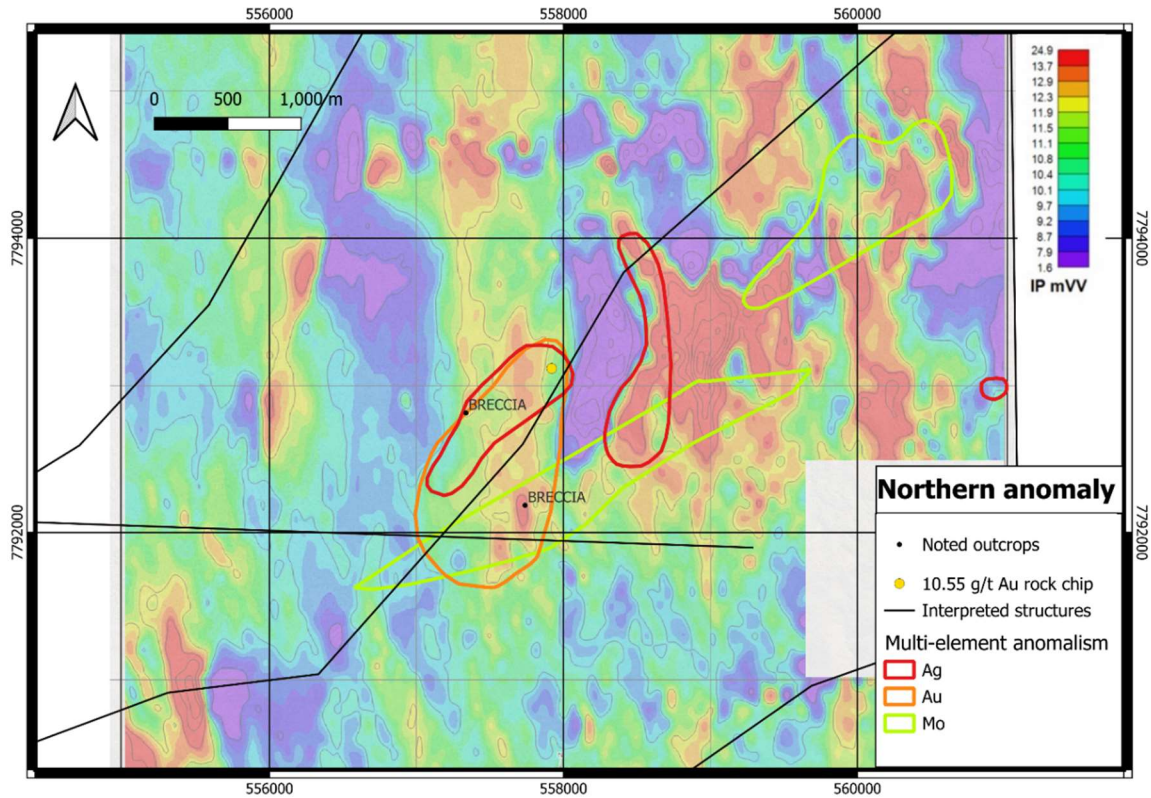 556000 558000 560000
0 500 1,000 m
24.9
13.7
12.9
12.3
11.9
11.5
11.1
10.8
10.4
10.1
9.7
9.2
8.7
7.9
1.6
IP mVV
7794000
7794000
BRECCIA
BRECCIA
7792000
7792000
Northern anomaly
Noted outcrops
10.55 g/t Au rock chip
Interpreted structures
Multi-element anomalism
Ag
Au
Mo
556000 558000 560000